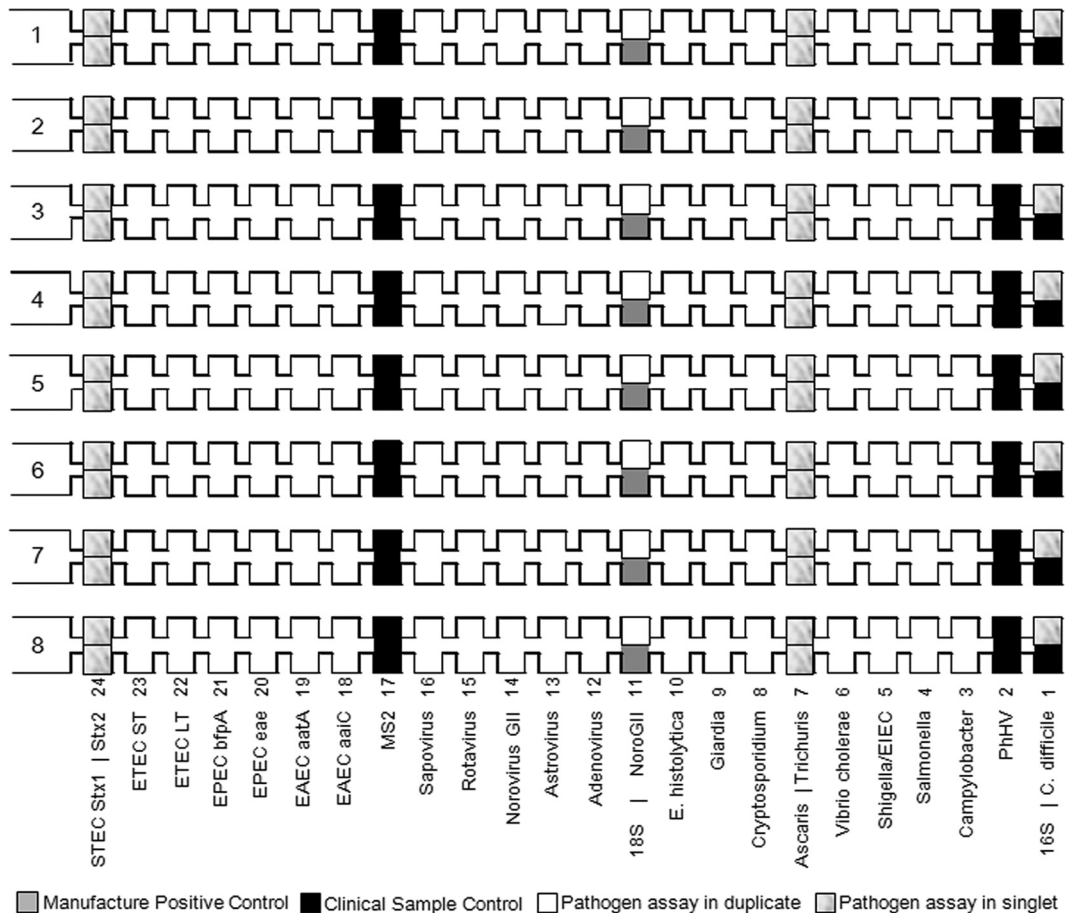 1
2
3
4
5
6
7
8
24 STEC Stx1 | Stx2
23 ETEC ST
22 ETEC LT
21 EPEC bfpA
20 EPEC eae
19 EAEC aatA
18 EAEC aaiC
17 MS2
16 Sapovirus
15 Rotavirus
14 Norovirus GII
13 Astrovirus
12 Adenovirus
11 18S | NoroGII
10 E. histolytica
9 Giardia
8 Cryptosporidium
7 Ascaris | Trichuris
6 Vibrio cholerae
5 Shigella/EIEC
4 Salmonella
3 Campylobacter
2 PhHV
1 16S | C. difficile
Manufacture Positive Control Clinical Sample Control Pathogen assay in duplicate Pathogen assay in singlet